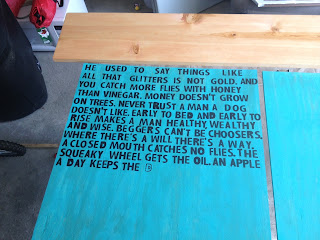 HE USED TO SAY THINGS LIKE
ALL THAT GLITTERS IS NOT GOLD. AND
YOU CATCH MORE FLIES WITH HONEY
THAN VINEGAR. MONEY DOESN'T GROW
ON TREES. NEVER TRUST A MAN A DOG
DOESN'T LIKE. EARLY TO BED AND EARLY TO
RISE MAKES A MAN HEALTHY, WEALTHY
AND WISE. BEGGERS CAN'T BE CHOOSERS.
WHERE THERE'S A WILL THERE'S A WAY.
A CLOSED MOUTH CATCHES NO FLIES. THE
SQUEAKY WHEEL GETS THE OIL. AN APPLE
A DAY KEEPS THE